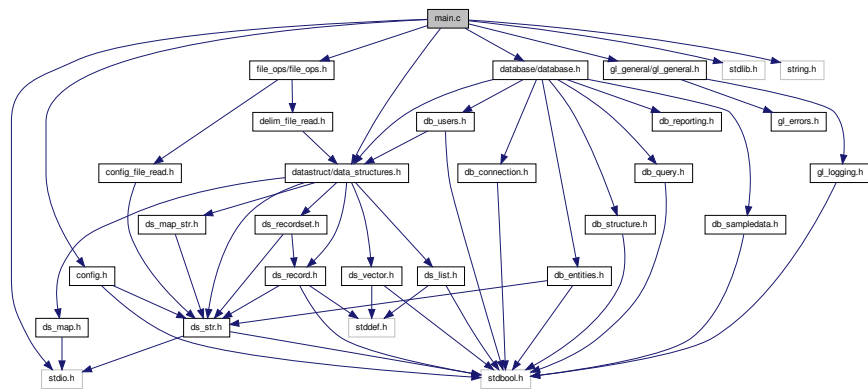 main.c
file_ops/file_ops.h
database/database.h
gl_general/gl_general.h
stdlib.h
string.h
delim_file_read.h
db_users.h
db_reporting.h
gl_errors.h
config_file_read.h
datastruct/data_structures.h
db_connection.h
db_query.h
gl_logging.h
ds_map_str.h
ds_recordset.h
db_structure.h
db_sampledata.h
config.h
ds_record.h
ds_vector.h
ds_list.h
db_entities.h
ds_map.h
ds_str.h
stddef.h
stdio.h
stdbool.h